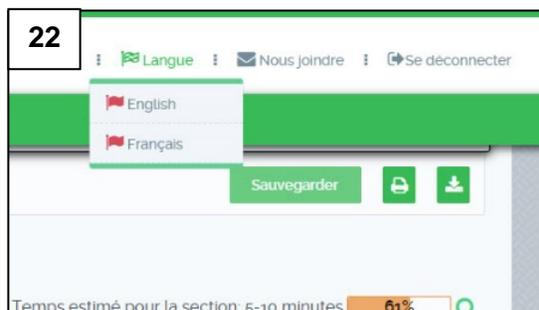 22
Langue Nous joindre Se déconnecter
English
Français
Sauvegarder
Temps estimé pour la section: 5-10 minutes 61%